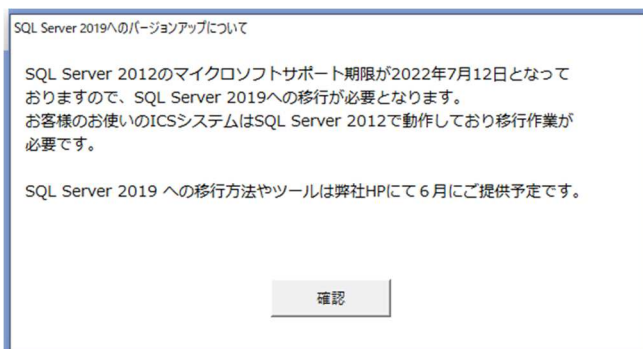 SQL Server 2019へのバージョンアップについて
SQL Server 2012のマイクロソフトサポート期限が2022年7月12日となって
おりますので、SQL Server 2019への移行が必要となります。
お客様のお使いのICSシステムはSQL Server 2012で動作しており移行作業が
必要です。
SQL Server 2019 への移行方法やツールは弊社HPにて６月にご提供予定です。
確認